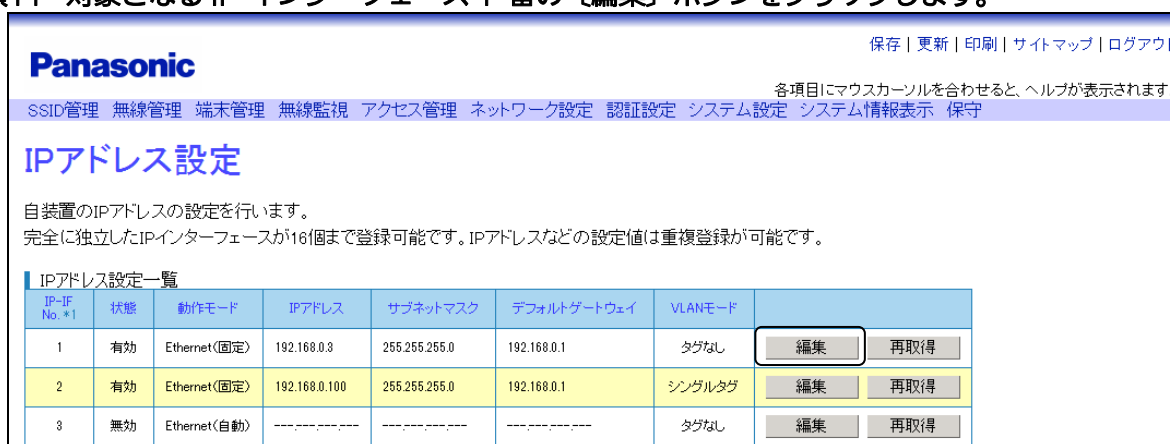 保存 | 更新 | 印刷 | サイトマップ | ログアウ
Panasonic
各項目にマウスカーソルを合わせると、ヘルプが表示されます
SSID管理 無線管理 端末管理 無線監視 アクセス管理 ネットワーク設定 認証設定 システム設定 システム情報表示 保守
IPアドレス設定
自装置のIPアドレスの設定を行います。
完全に独立したIPインターフェースが16個まで登録可能です。IPアドレスなどの設定値は重複登録が可能です。
IPアドレス設定一覧
IP-IF No.*1 状態 動作モード IPアドレス サブネットマスク デフォルトゲートウェイ VLANモード
1 有効 Ethernet(固定) 192.168.0.3 255.255.255.0 192.168.0.1 タグなし 編集 再取得
2 有効 Ethernet(固定) 192.168.0.100 255.255.255.0 192.168.0.1 シングルタグ 編集 再取得
3 無効 Ethernet(自動) ---.---.---.--- ---.---.---.--- ---.---.---.--- タグなし 編集 再取得